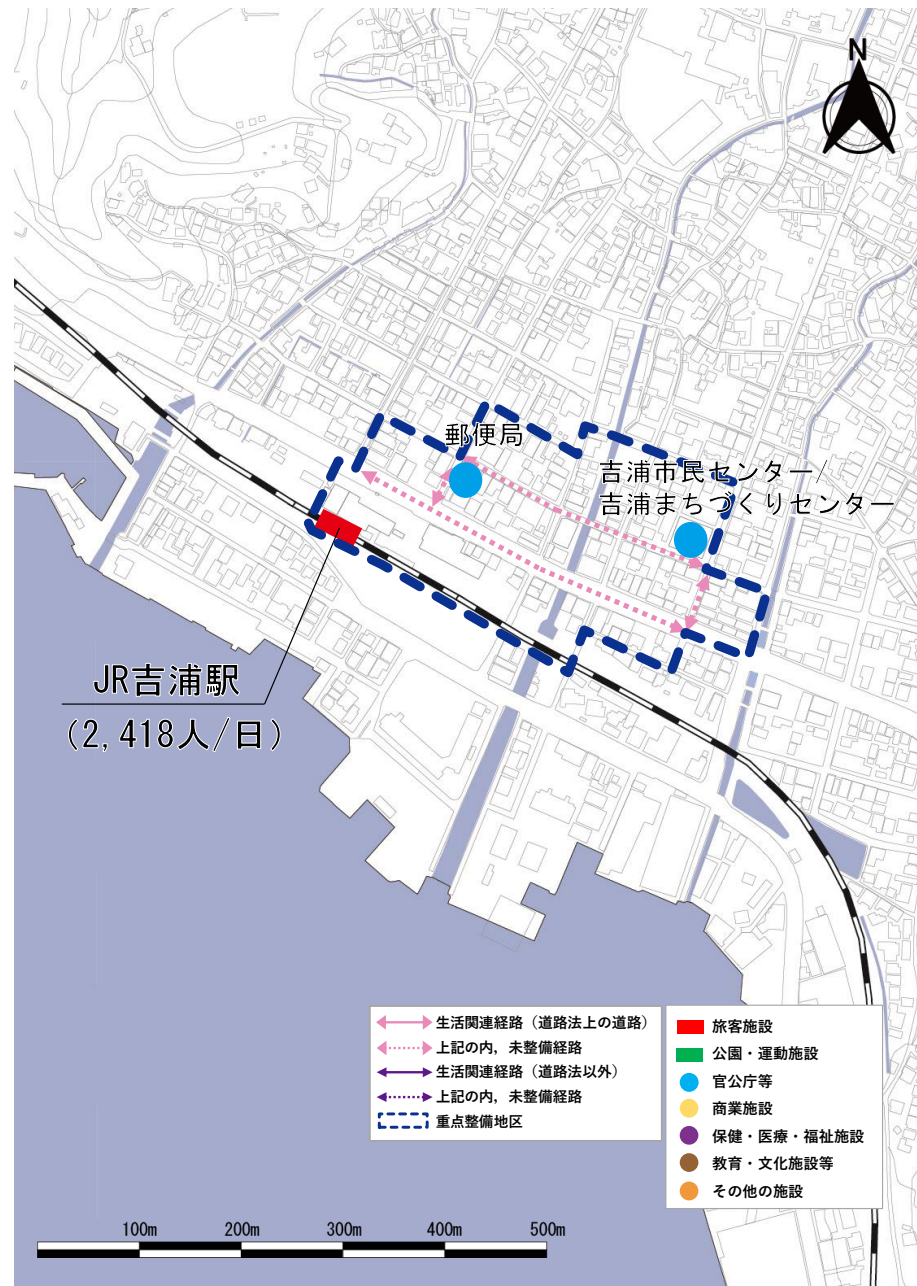 N
郵便局
吉浦市民センター/
吉浦まちづくりセンター
JR吉浦駅
(2,418人/日)
生活関連経路（道路法上の道路）
上記の内，未整備経路
生活関連経路（道路法以外）
上記の内，未整備経路
重点整備地区
旅客施設
公園・運動施設
官公庁等
商業施設
保健・医療・福祉施設
教育・文化施設等
その他の施設
100m 200m 300m 400m 500m